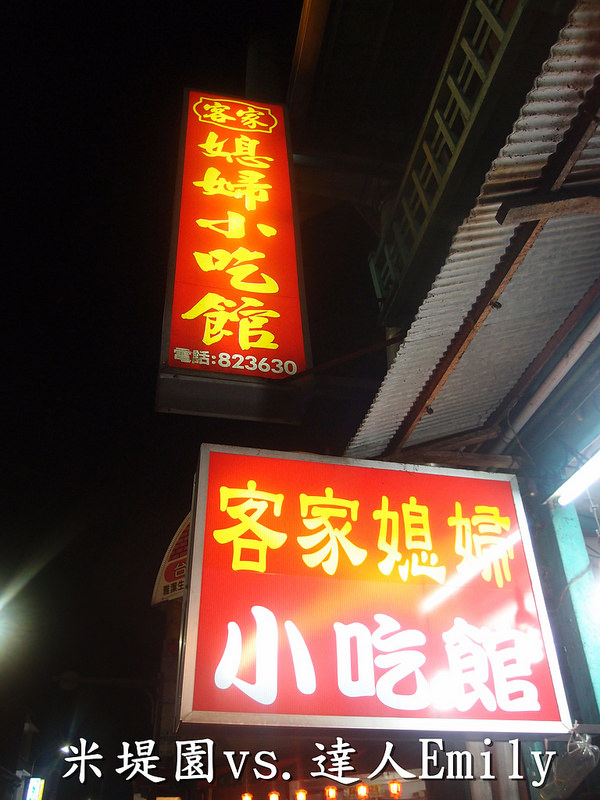 客家
媳婦小吃館
電話:823630
客家媳婦
小吃館
米堤園vs.達人Emily